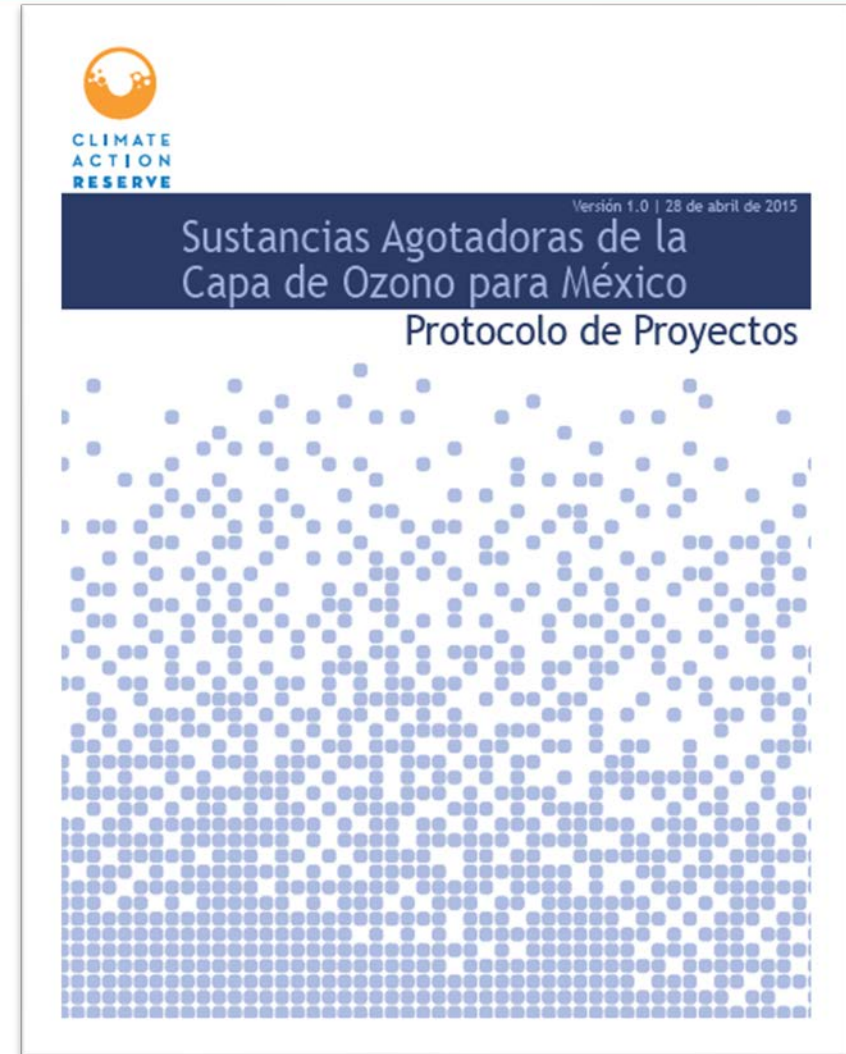 CLIMATE
ACTION
RESERVE
Versión 1.0 | 28 de abril de 2015
Sustancias Agotadoras de la
Capa de Ozono para México
Protocolo de Proyectos